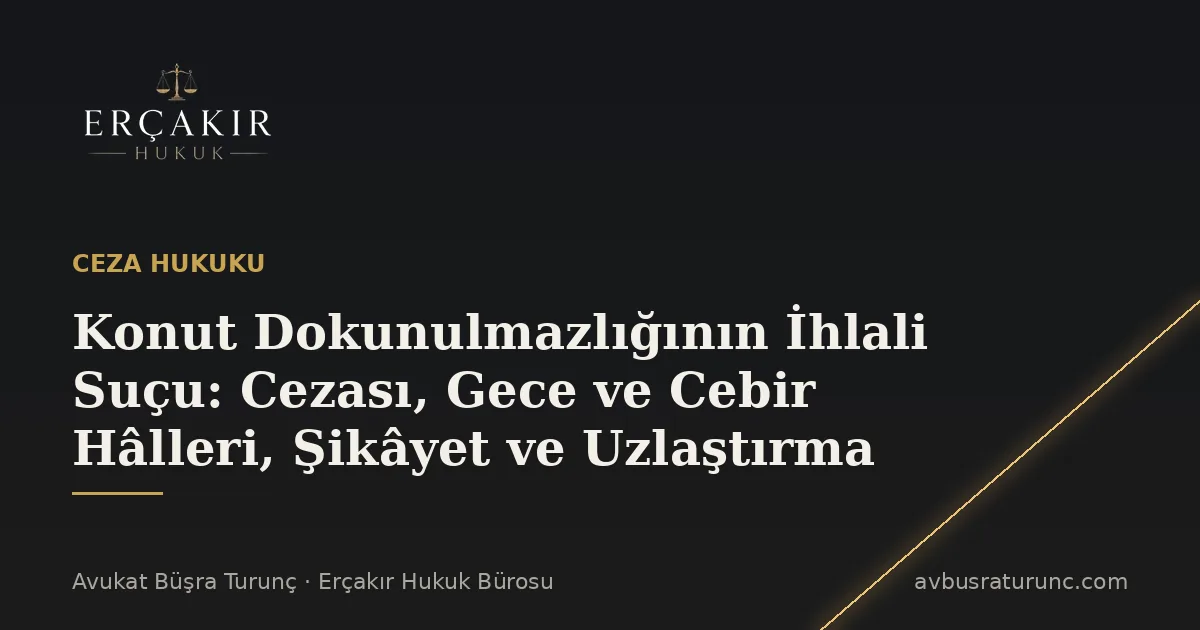 ERÇAKIR
HUKUK
CEZA HUKUKU
Konut Dokunulmazlığının İhlali
Suçu: Cezası, Gece ve Cebir
Hâlleri, Şikâyet ve Uzlaştırma
Avukat Büşra Turunç · Erçakır Hukuk Bürosu
avbusraturunc.com